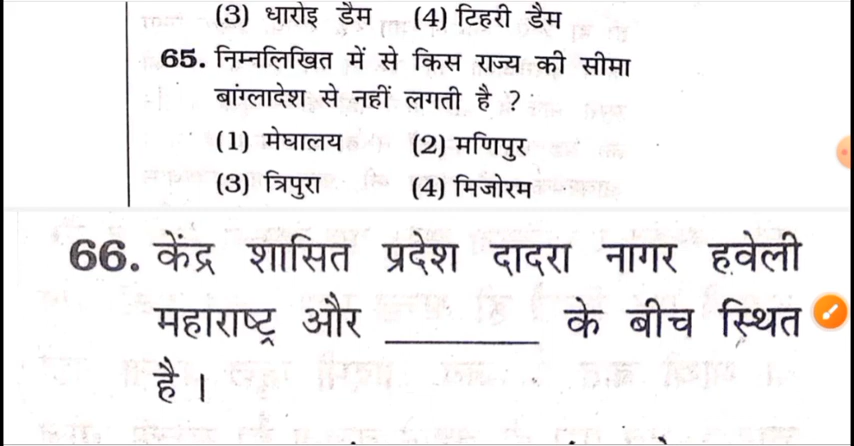 (3) धारोइ डैम (4) टिहरी डैम
65. निम्नलिखित में से किस राज्य की सीमा
बांग्लादेश से नहीं लगती है ?
(1) मेघालय (2) मणिपुर
(3) त्रिपुरा (4) मिजोरम
66. केंद्र शासित प्रदेश दादरा नागर हवेली
महाराष्ट्र और ________ के बीच स्थित
है।